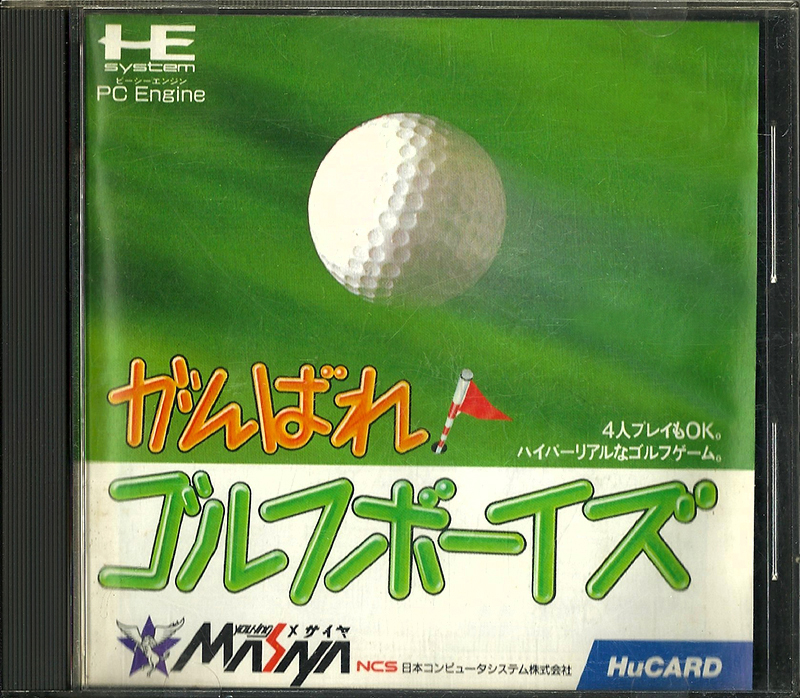 HE
system
ピーシーエンジン
PC Engine
がんばれ
4人プレイもOK。
ハイパーリアルなゴルフゲーム。
ゴルフボーイズ
メサイヤ
MASAYA
NCS 日本コンピュータシステム株式会社
HuCARD